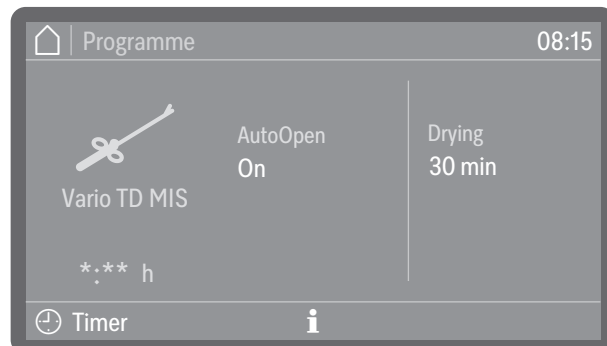 Programme 08:15
AutoOpen
On
Drying
30 min
Vario TD MIS
*:** h
Timer i